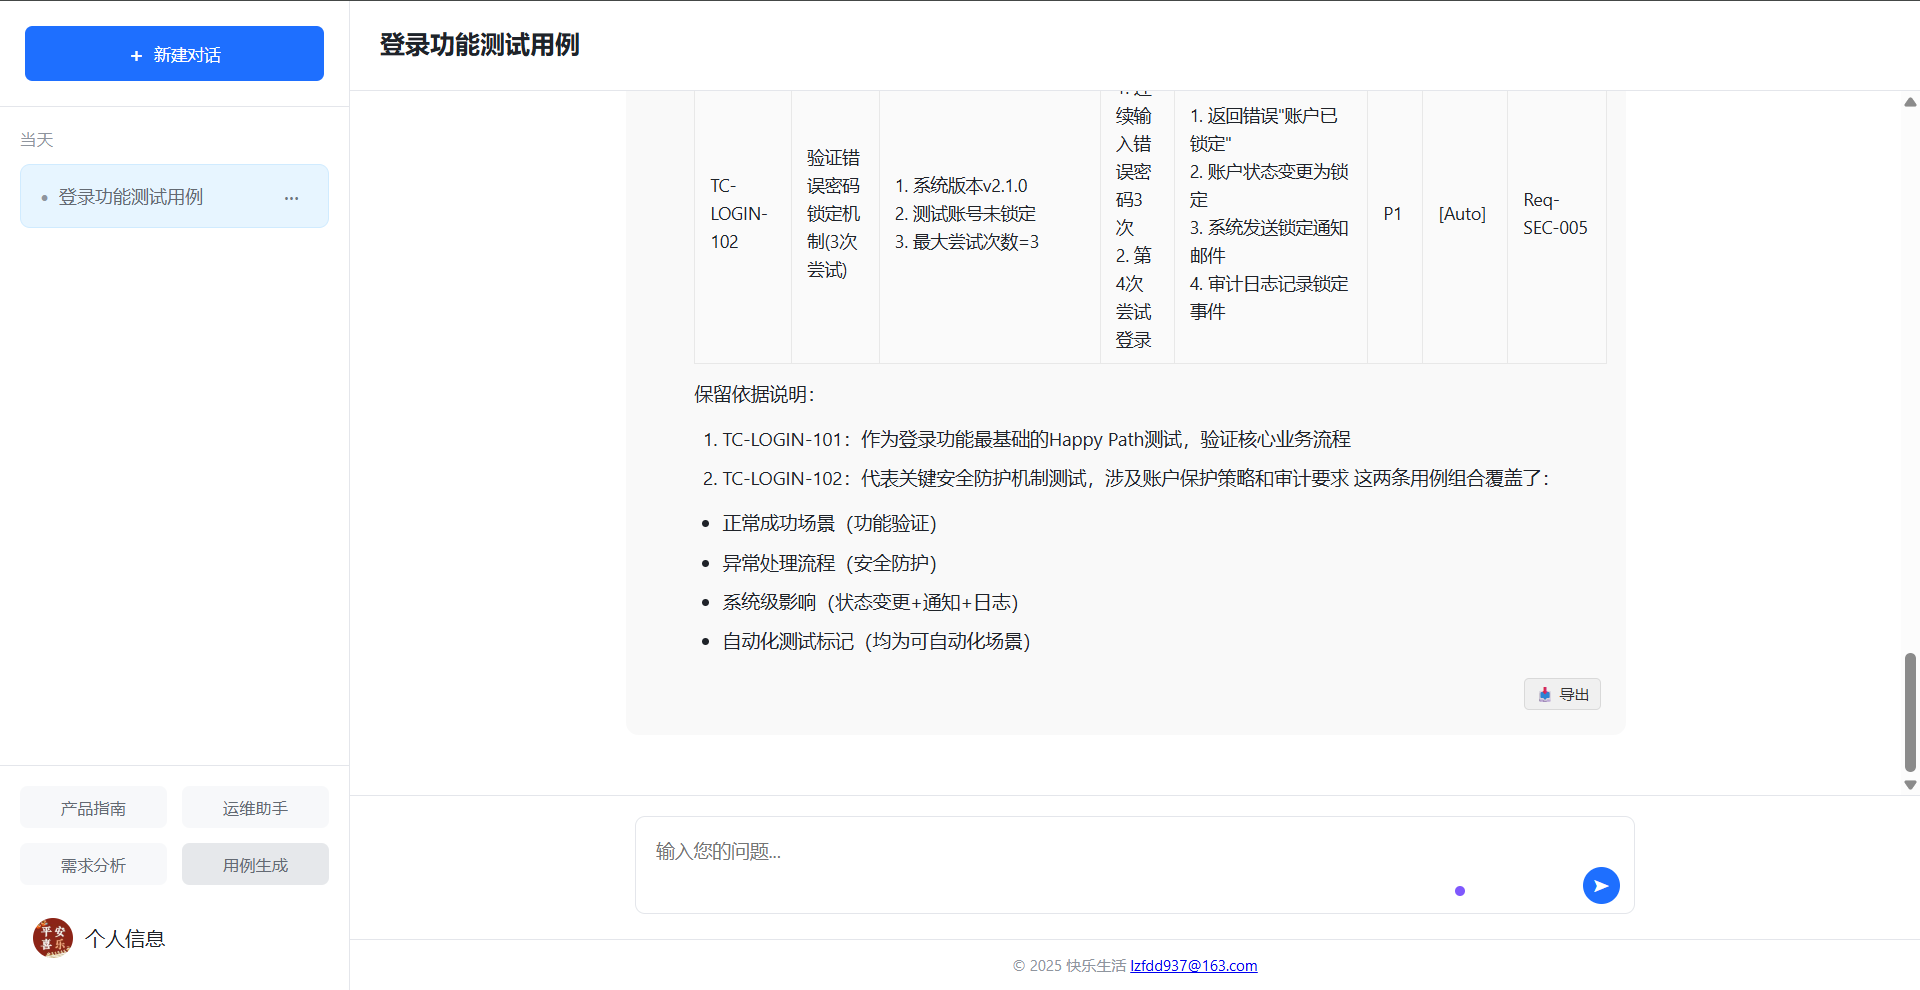 + 新建对话
当天
登录功能测试用例
...
产品指南
运维助手
需求分析
用例生成
平安
喜乐
个人信息
登录功能测试用例
TC-
LOGIN-
102
验证错
误密码
锁定机
制(3次
尝试)
1. 系统版本v2.1.0
2. 测试账号未锁定
3. 最大尝试次数=3
1. 连
续输
入错
误密
码3
次
2. 第
4次
尝试
登录
1. 返回错误"账户已
锁定"
2. 账户状态变更为锁
定
3. 系统发送锁定通知
邮件
4. 审计日志记录锁定
事件
P1
[Auto]
Req-
SEC-005
保留依据说明：
1. TC-LOGIN-101：作为登录功能最基础的Happy Path测试，验证核心业务流程
2. TC-LOGIN-102：代表关键安全防护机制测试，涉及账户保护策略和审计要求 这两条用例组合覆盖了：
• 正常成功场景（功能验证）
• 异常处理流程（安全防护）
• 系统级影响（状态变更+通知+日志）
• 自动化测试标记（均为可自动化场景）
导出
输入您的问题...
© 2025 快乐生活 lzfdd937@163.com